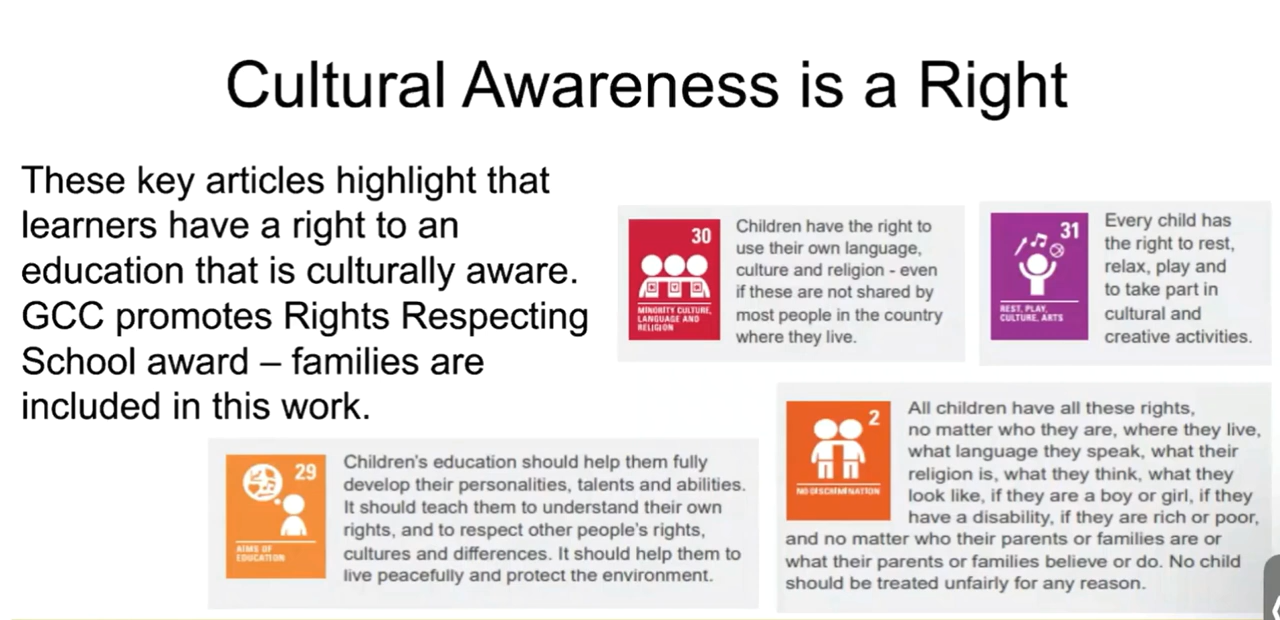 Cultural Awareness is a Right
These key articles highlight that
learners have a right to an
education that is culturally aware.
GCC promotes Rights Respecting
School award – families are
included in this work.
30
MINORITY CULTURE,
LANGUAGE AND
RELIGION
Children have the right to
use their own language,
culture and religion - even
if these are not shared by
most people in the country
where they live.
31
REST, PLAY,
CULTURE, ARTS
Every child has
the right to rest,
relax, play and
to take part in
cultural and
creative activities.
29
AIMS OF
EDUCATION
Children's education should help them fully
develop their personalities, talents and abilities.
It should teach them to understand their own
rights, and to respect other people's rights,
cultures and differences. It should help them to
live peacefully and protect the environment.
2
NO DISCRIMINATION
All children have all these rights,
no matter who they are, where they live,
what language they speak, what their
religion is, what they think, what they
look like, if they are a boy or girl, if they
have a disability, if they are rich or poor,
and no matter who their parents or families are or
what their parents or families believe or do. No child
should be treated unfairly for any reason.